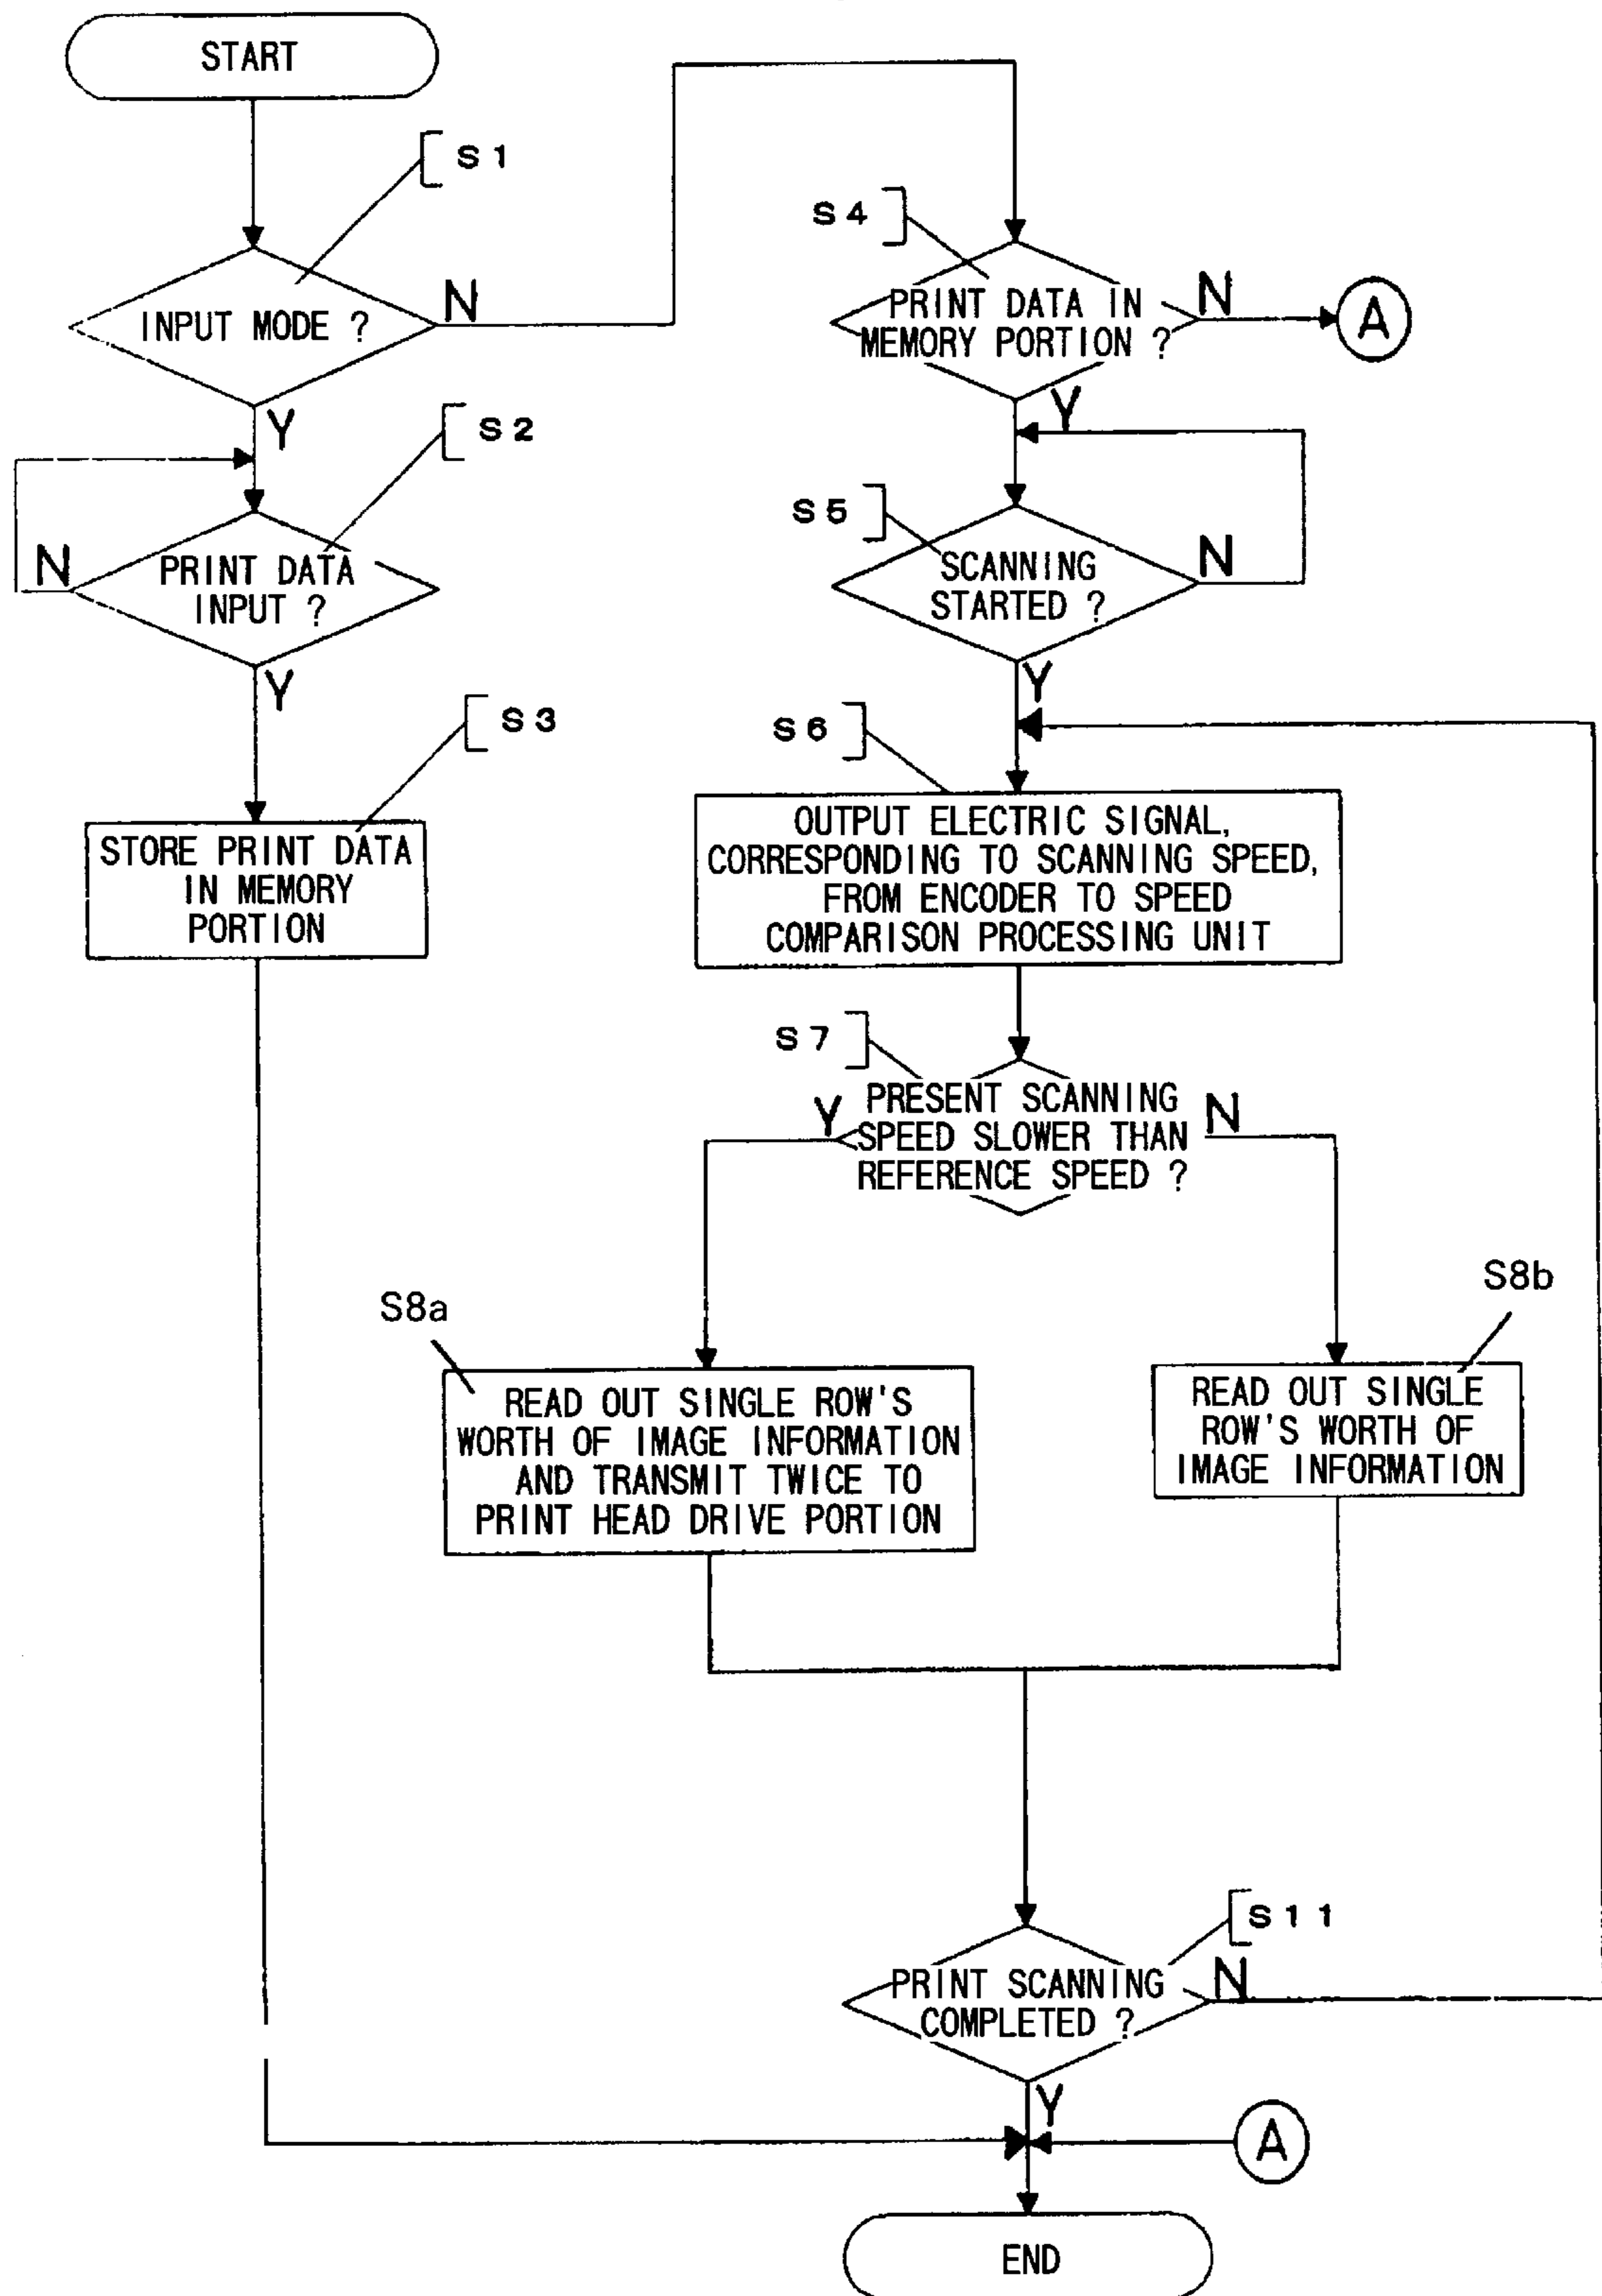 START
S1
INPUT MODE ?
N
Y
S2
PRINT DATA
INPUT ?
N
Y
S3
STORE PRINT DATA
IN MEMORY
PORTION
S4
PRINT DATA IN
MEMORY PORTION ?
N
A
Y
S5
SCANNING
STARTED ?
N
Y
S6
OUTPUT ELECTRIC SIGNAL,
CORRESPONDING TO SCANNING SPEED,
FROM ENCODER TO SPEED
COMPARISON PROCESSING UNIT
S7
PRESENT SCANNING
SPEED SLOWER THAN
REFERENCE SPEED ?
Y
N
S8a
READ OUT SINGLE ROW'S
WORTH OF IMAGE INFORMATION
AND TRANSMIT TWICE TO
PRINT HEAD DRIVE PORTION
S8b
READ OUT SINGLE
ROW'S WORTH OF
IMAGE INFORMATION
S11
PRINT SCANNING
COMPLETED ?
N
Y
A
END